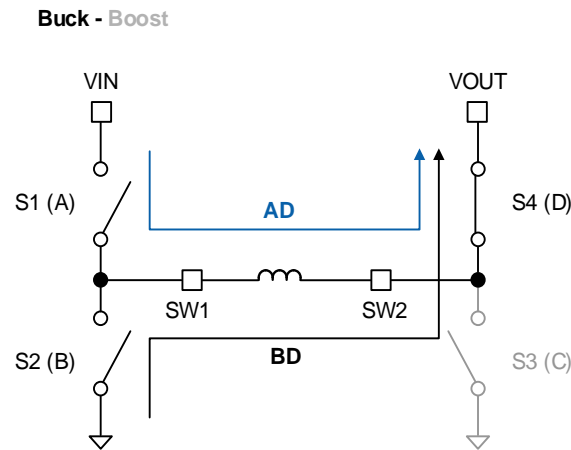 Buck - Boost
VIN
VOUT
S1 (A)
AD
S4 (D)
SW1
SW2
S2 (B)
BD
S3 (C)